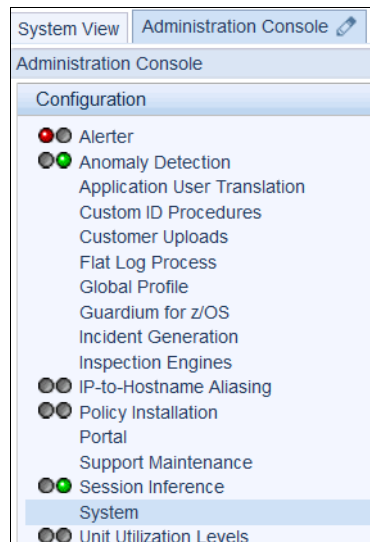 System View
Administration Console
Administration Console
Configuration
Alerter
Anomaly Detection
Application User Translation
Custom ID Procedures
Customer Uploads
Flat Log Process
Global Profile
Guardium for z/OS
Incident Generation
Inspection Engines
IP-to-Hostname Aliasing
Policy Installation
Portal
Support Maintenance
Session Inference
System
Unit Utilization Levels